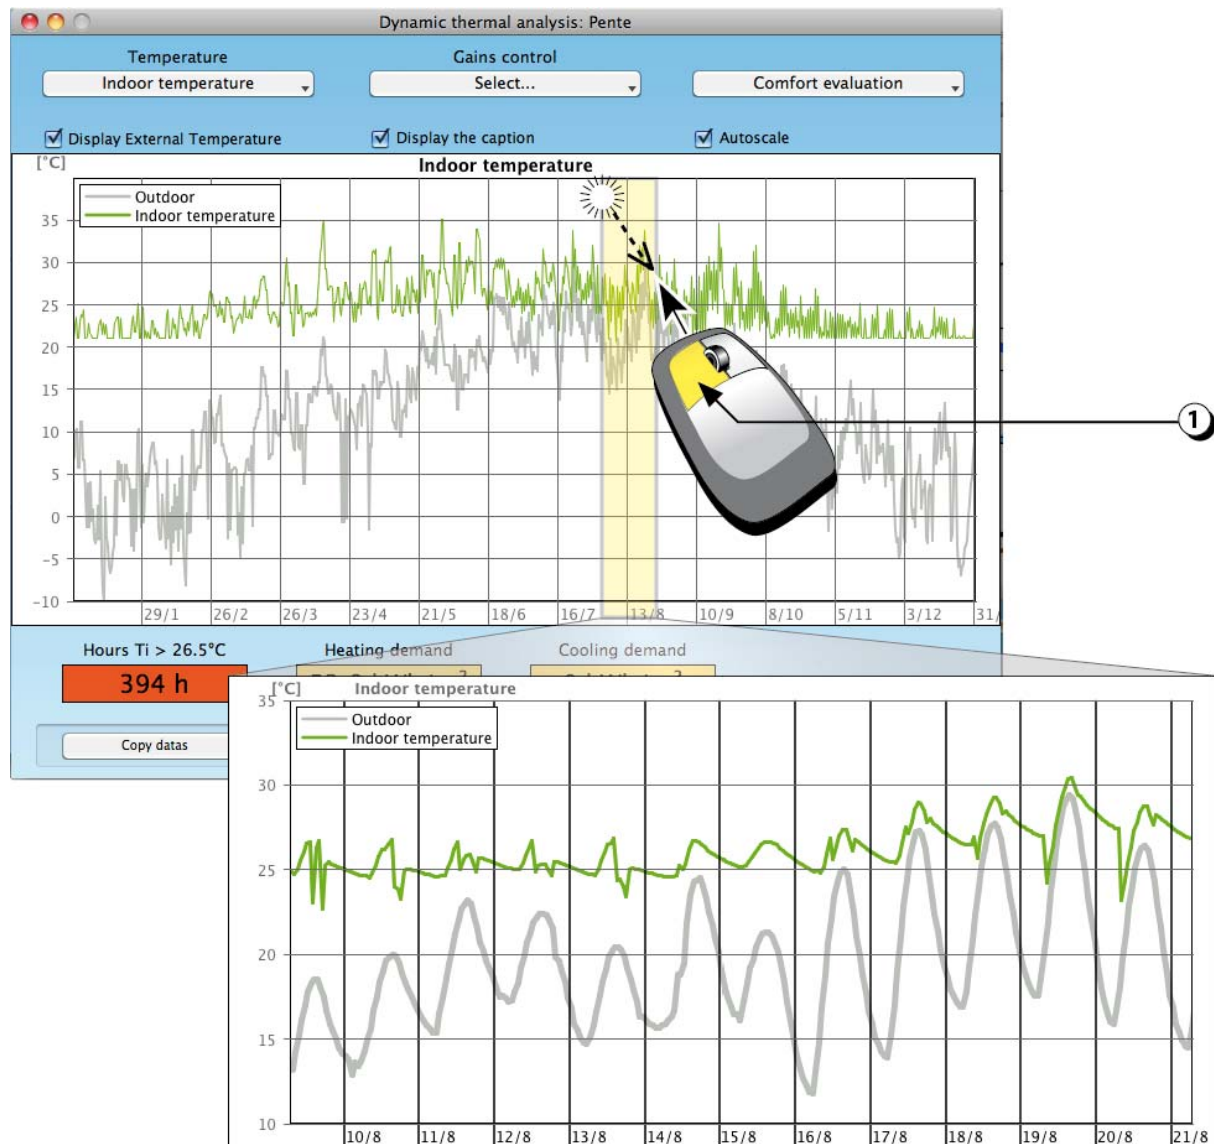 Dynamic thermal analysis: Pente
Temperature Gains control
Indoor temperature Select... Comfort evaluation
Display External Temperature Display the caption Autoscale
[°C] Indoor temperature
Outdoor
Indoor temperature
35
30
25
20
15
10
5
0
-5
-10
29/1 26/2 26/3 23/4 21/5 18/6 16/7 13/8 10/9 8/10 5/11 3/12 31/
1
Hours Ti > 26.5°C Heating demand Cooling demand
394 h
Copy datas
[°C] Indoor temperature
Outdoor
Indoor temperature
35
30
25
20
15
10
10/8 11/8 12/8 13/8 14/8 15/8 16/8 17/8 18/8 19/8 20/8 21/8